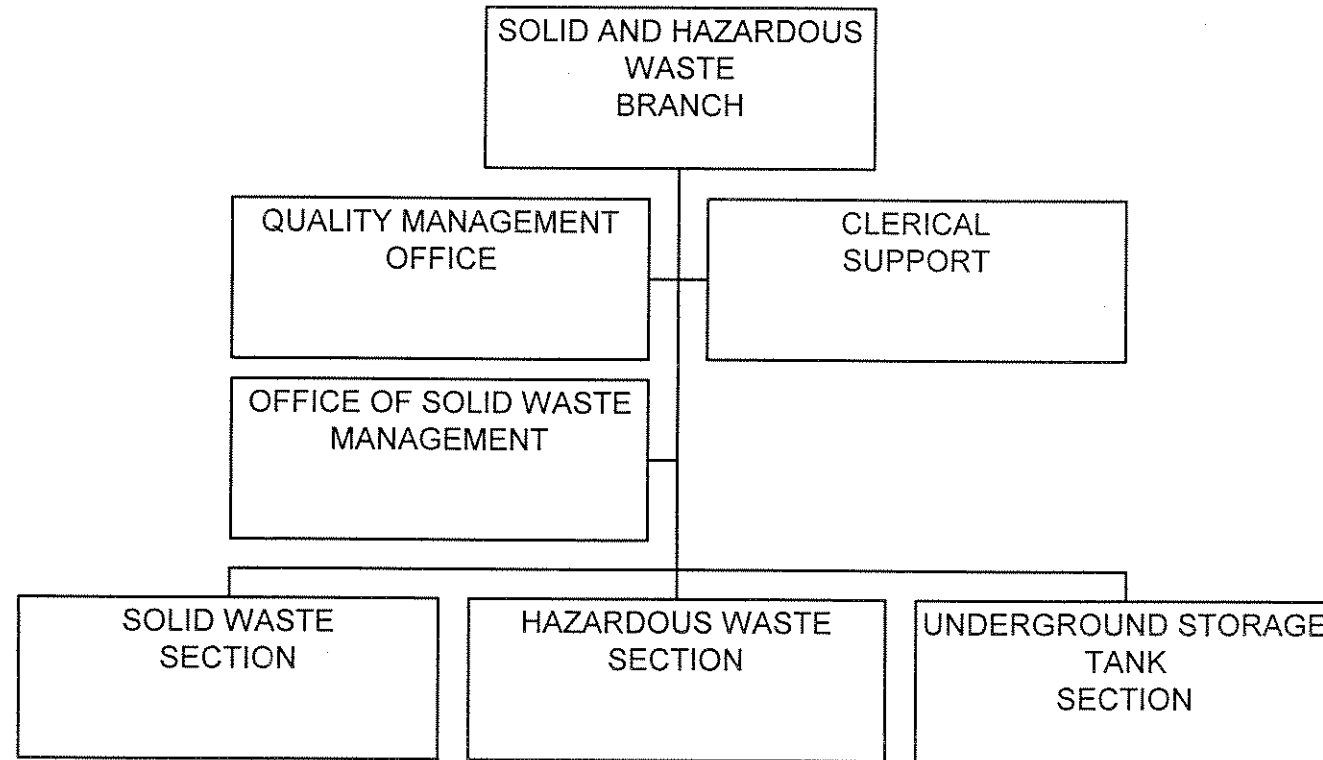 SOLID AND HAZARDOUS
WASTE
BRANCH
QUALITY MANAGEMENT
OFFICE
CLERICAL
SUPPORT
OFFICE OF SOLID WASTE
MANAGEMENT
SOLID WASTE
SECTION
HAZARDOUS WASTE
SECTION
UNDERGROUND STORAGE
TANK
SECTION